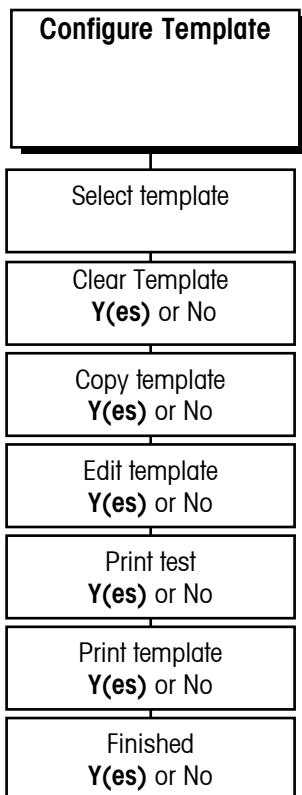 Configure Template
Select template
Clear Template
Y(es) or No
Copy template
Y(es) or No
Edit template
Y(es) or No
Print test
Y(es) or No
Print template
Y(es) or No
Finished
Y(es) or No